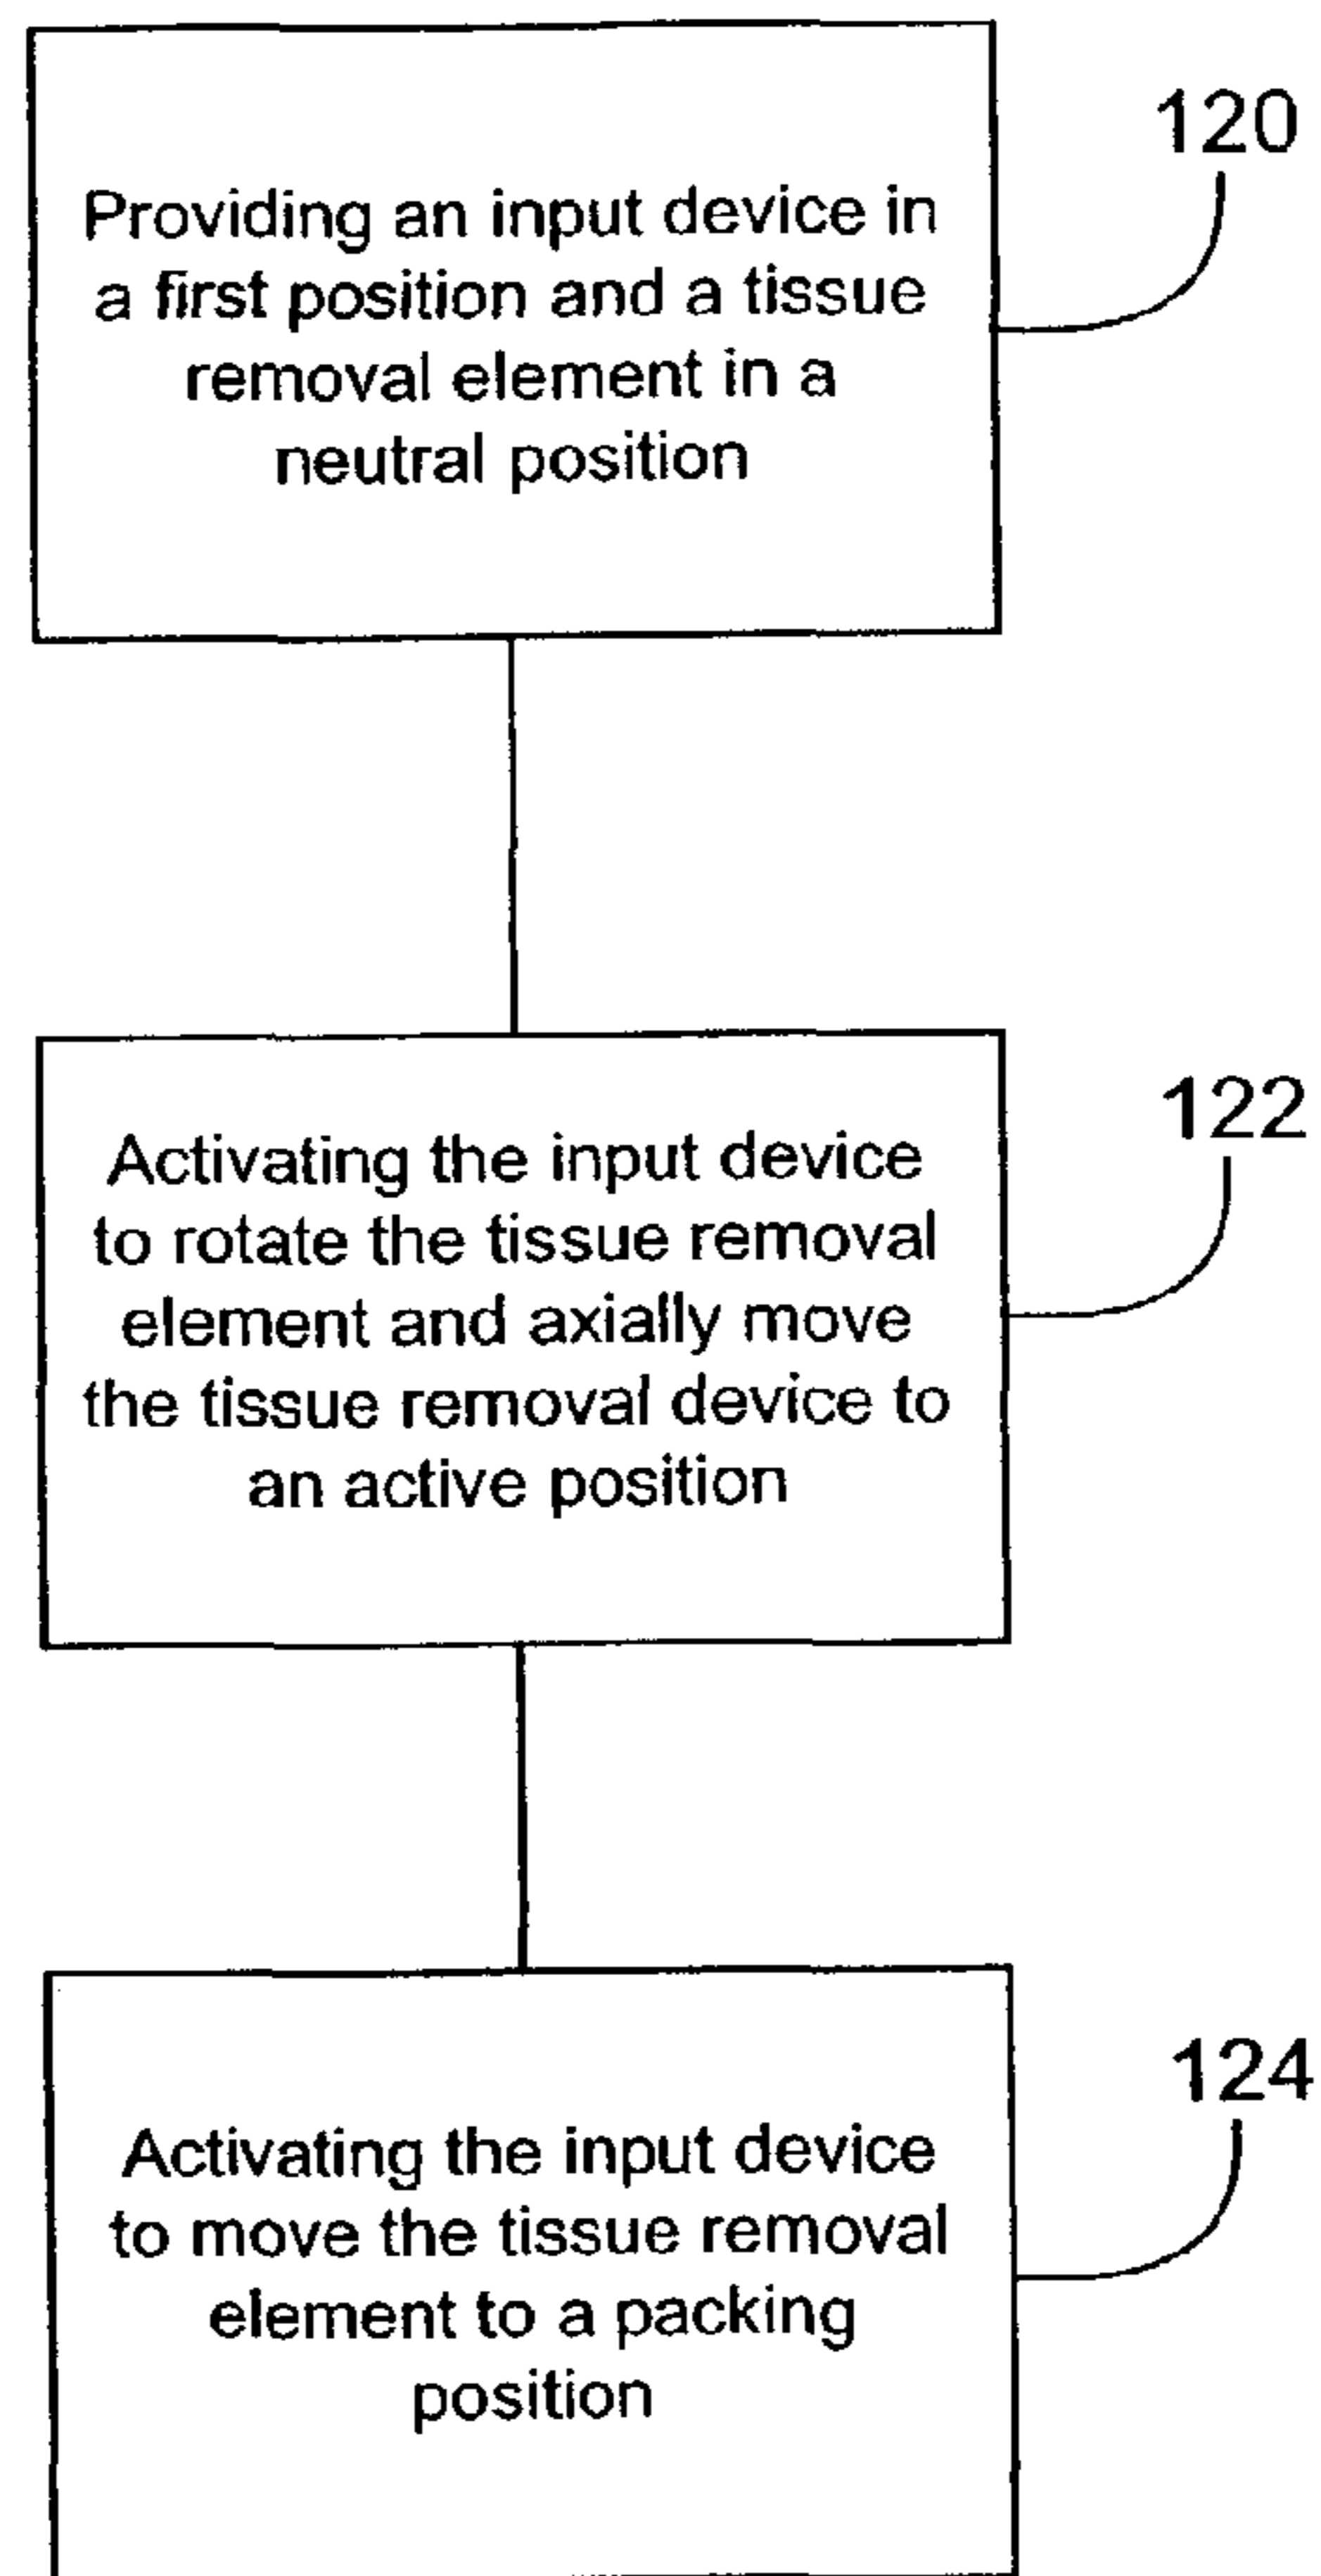 120
Providing an input device in
a first position and a tissue
removal element in a
neutral position
122
Activating the input device
to rotate the tissue removal
element and axially move
the tissue removal device to
an active position
124
Activating the input device
to move the tissue removal
element to a packing
position